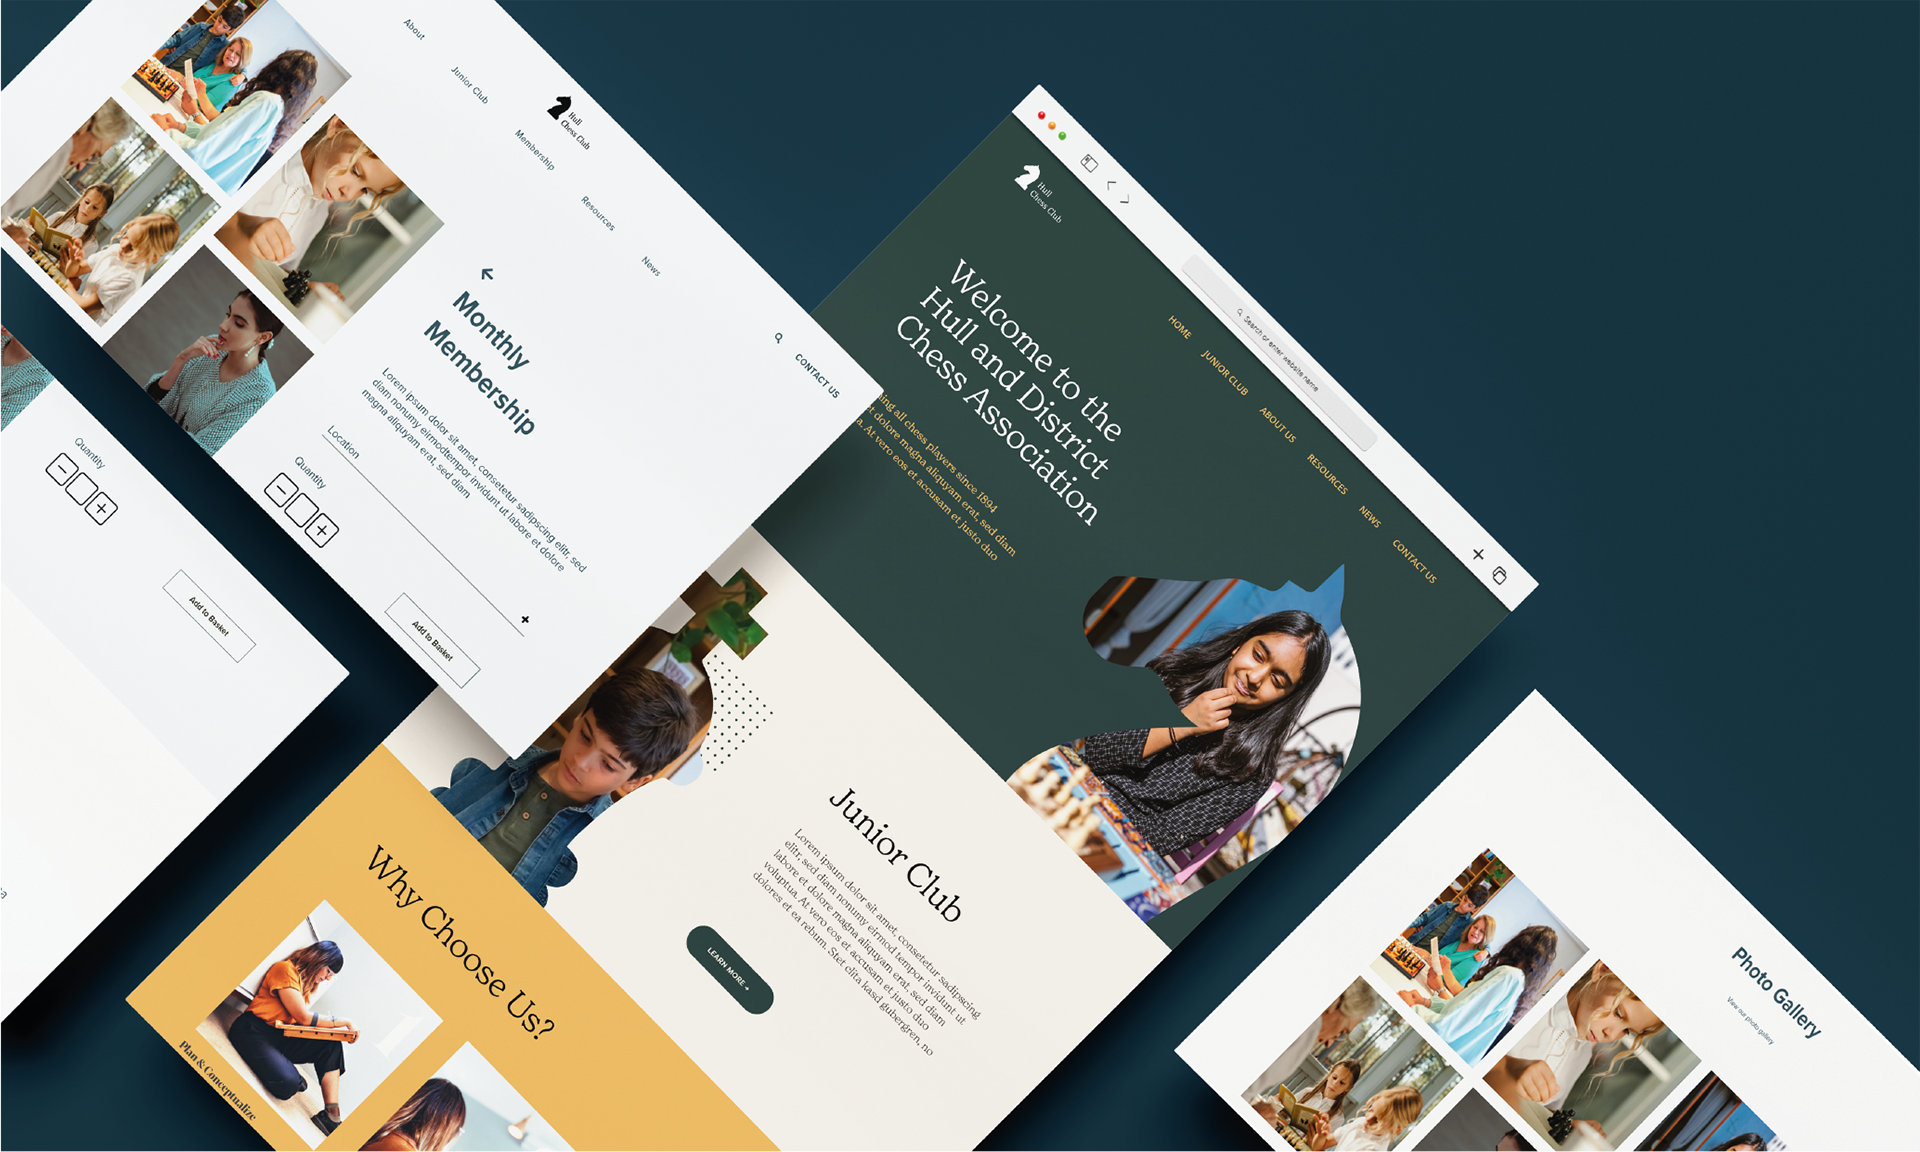 About
Junior Club
Hull
Chess Club
Membership
Resources
News
CONTACT US
Monthly
Membership
Lorem ipsum dolor sit amet, consetetur sadipscing elitr, sed
diam nonumy eirmodtempor invidunt ut labore et dolore
magna aliquyam erat, sed diam
Location
Quantity
Add to Basket
Quantity
Add to Basket
Search or enter website name
Hull
Chess Club
HOME
JUNIOR CLUB
ABOUT US
RESOURCES
NEWS
CONTACT US
Welcome to the
Hull and District
Chess Association
all chess players since 1894
dolore magna aliquyam erat, sed diam
At vero eos et accusam et justo duo
Junior Club
Lorem ipsum dolor sit amet, consetetur sadipscing
elitr, sed diam nonumy eirmod tempor invidunt ut
labore et dolore magna aliquyam erat, sed diam
voluptua. At vero eos et accusam et justo duo
dolores et ea rebum. Stet clita kasd gubergren, no
LEARN MORE →
Why Choose Us?
1
Plan & Conceptualize
Photo Gallery
View our photo gallery